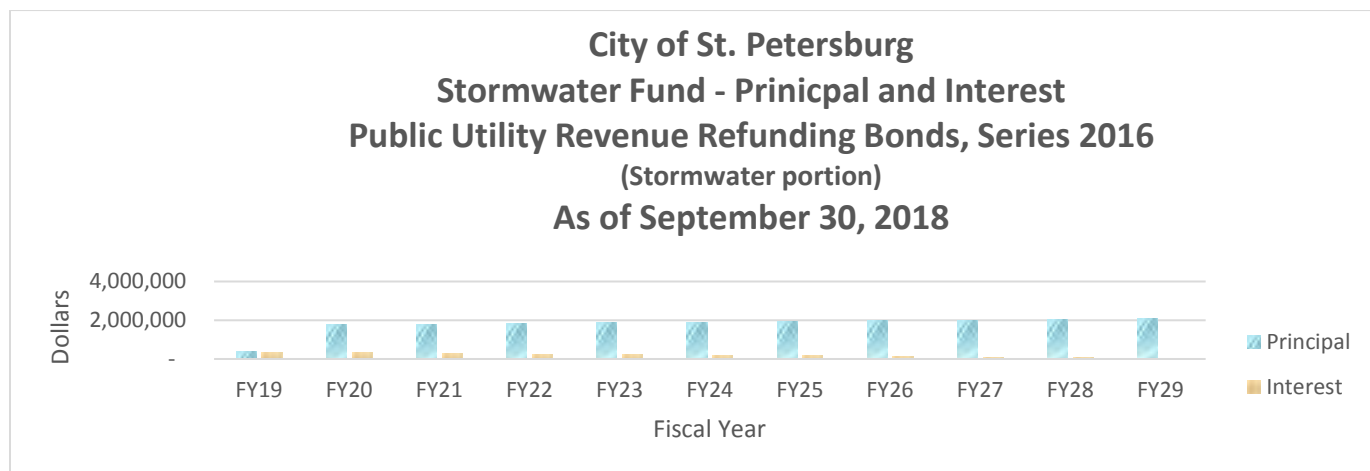 City of St. Petersburg
Stormwater Fund - Prinicpal and Interest
Public Utility Revenue Refunding Bonds, Series 2016
(Stormwater portion)
As of September 30, 2018
Dollars
4,000,000
2,000,000
-
FY19 FY20 FY21 FY22 FY23 FY24 FY25 FY26 FY27 FY28 FY29
Fiscal Year
Principal
Interest